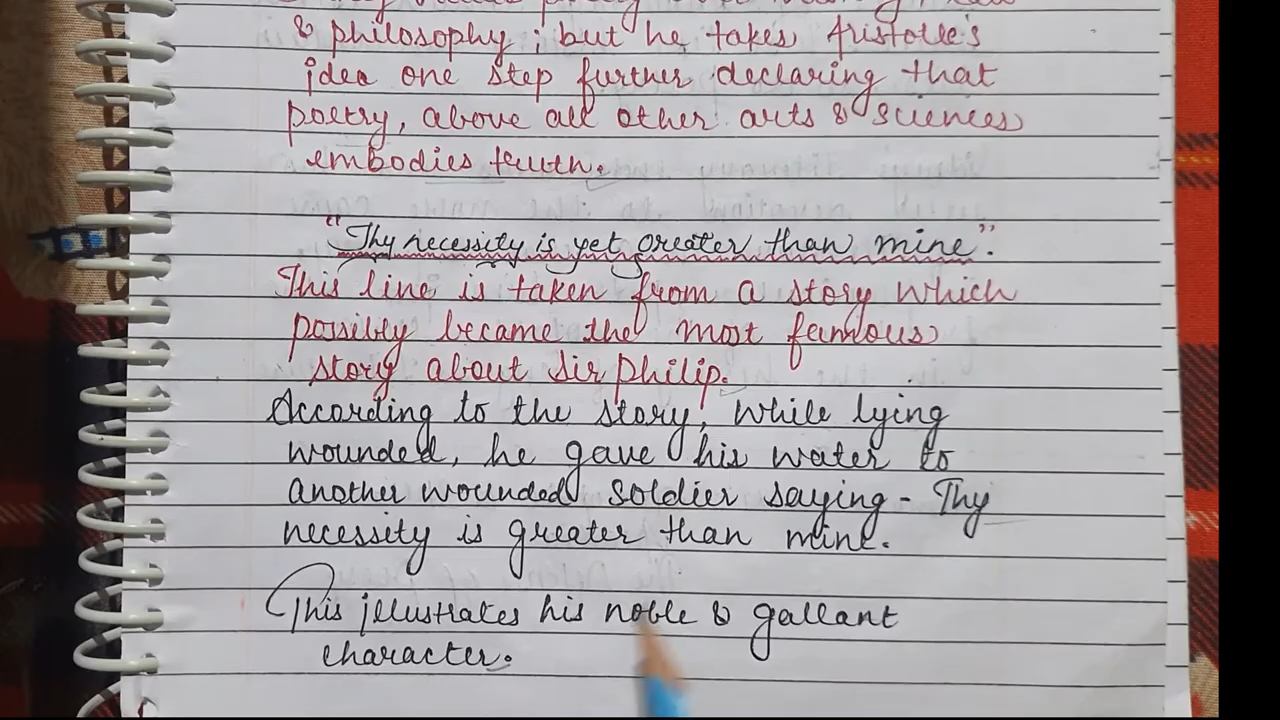 & philosophy; but he takes Aristotle's
idea one step further declaring that
poetry, above all other arts & sciences
embodies truth.
"Thy necessity is yet greater than mine".
This line is taken from a story which
possibly became the most famous
story about Sir Philip.
According to the story, while lying
wounded, he gave his water to
another wounded soldier saying - Thy
necessity is greater than mine.
This illustrates his noble & gallant
character.